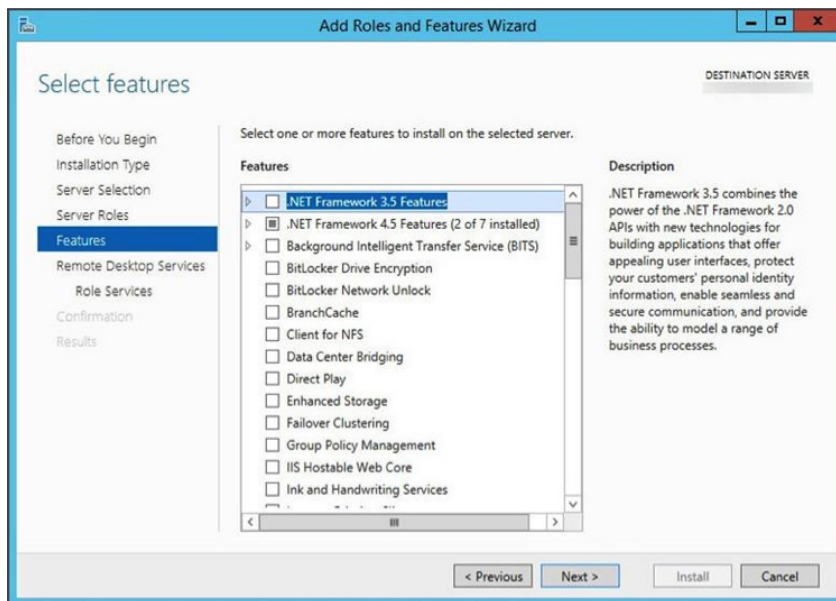 Add Roles and Features Wizard
Select features
DESTINATION SERVER
Before You Begin
Installation Type
Server Selection
Server Roles
Features
Remote Desktop Services
Role Services
Confirmation
Results
Select one or more features to install on the selected server.
Features
.NET Framework 3.5 Features
.NET Framework 4.5 Features (2 of 7 installed)
Background Intelligent Transfer Service (BITS)
BitLocker Drive Encryption
BitLocker Network Unlock
BranchCache
Client for NFS
Data Center Bridging
Direct Play
Enhanced Storage
Failover Clustering
Group Policy Management
IIS Hostable Web Core
Ink and Handwriting Services
Description
.NET Framework 3.5 combines the
power of the .NET Framework 2.0
APIs with new technologies for
building applications that offer
appealing user interfaces, protect
your customers' personal identity
information, enable seamless and
secure communication, and provide
the ability to model a range of
business processes.
< Previous
Next >
Install
Cancel